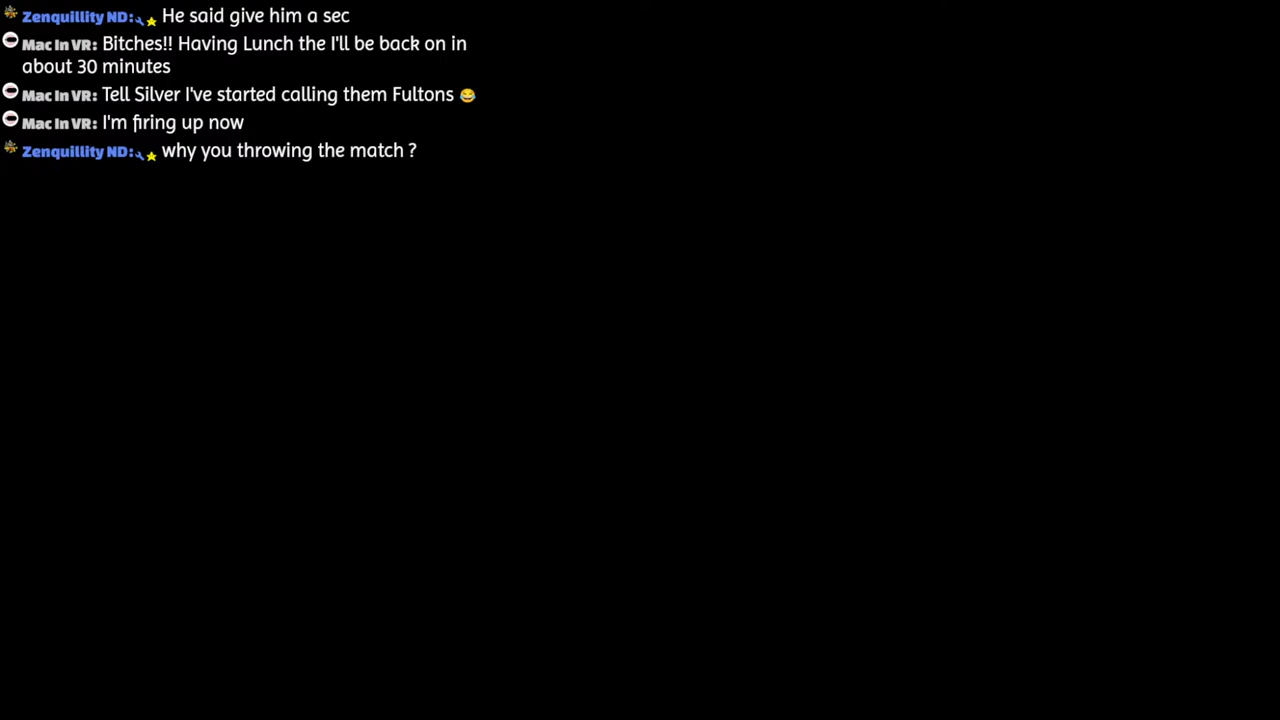 Zenquillity ND: He said give him a sec
Mac In VR: Bitches!! Having Lunch the I'll be back on in
about 30 minutes
Mac In VR: Tell Silver I've started calling them Fultons 😂
Mac In VR: I'm firing up now
Zenquillity ND: why you throwing the match ?